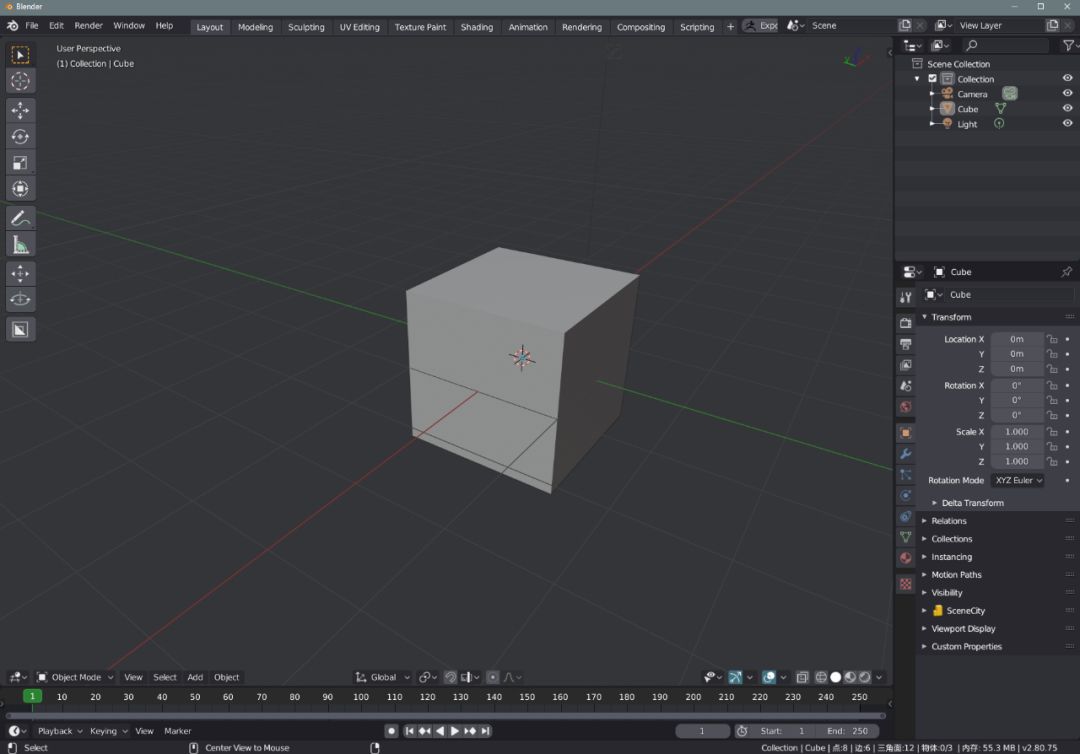 Blender
File Edit Render Window Help Layout Modeling Sculpting UV Editing Texture Paint Shading Animation Rendering Compositing Scripting + Scene View Layer
User Perspective
(1) Collection | Cube
Scene Collection
Collection
Camera
Cube
Light
Cube
Cube
Transform
Location X 0m
Y 0m
Z 0m
Rotation X 0°
Y 0°
Z 0°
Scale X 1.000
Y 1.000
Z 1.000
Rotation Mode XYZ Euler
Delta Transform
Relations
Collections
Instancing
Motion Paths
Visibility
SceneCity
Viewport Display
Custom Properties
Object Mode View Select Add Object Global
1 10 20 30 40 50 60 70 80 90 100 110 120 130 140 150 160 170 180 190 200 210 220 230 240 250
Playback Keying View Marker 1 Start: 1 End: 250
Select Center View to Mouse Collection | Cube | 点:8 | 边:6 | 三角面:12 | 物体:0/3 | 内存: 55.3 MB | v2.80.75